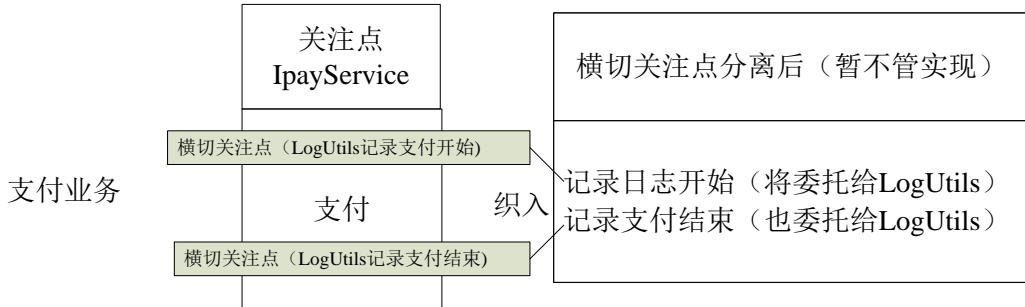 关注点
IpayService
横切关注点分离后（暂不管实现）
横切关注点（LogUtils记录支付开始)
支付业务
支付
织入
记录日志开始（将委托给LogUtils）
记录支付结束（也委托给LogUtils）
横切关注点（LogUtils记录支付结束)